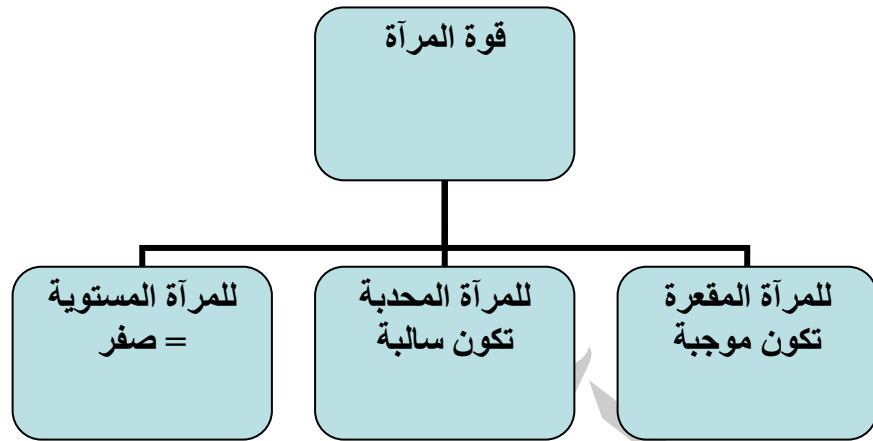 قوة المرآة
للمرآة المقعرة
تكون موجبة
للمرآة المحدبة
تكون سالبة
للمرآة المستوية
= صفر